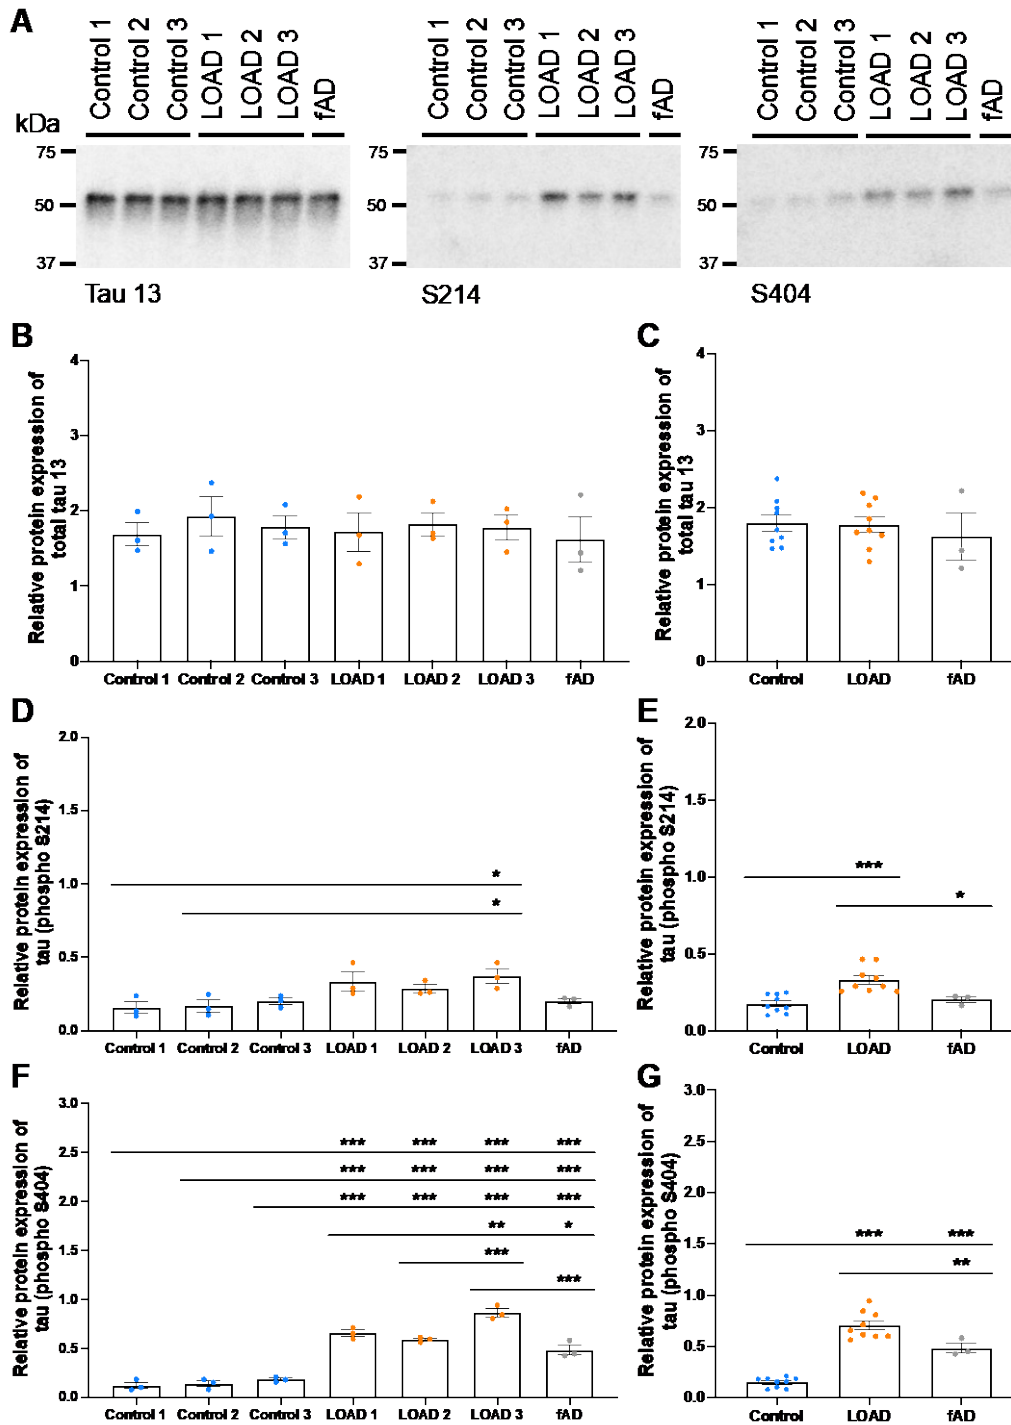 A
Control 1
Control 2
Control 3
LOAD 1
LOAD 2
LOAD 3
fAD
Control 1
Control 2
Control 3
LOAD 1
LOAD 2
LOAD 3
fAD
Control 1
Control 2
Control 3
LOAD 1
LOAD 2
LOAD 3
fAD
kDa
75
50
37
75
50
37
75
50
37
Tau 13
S214
S404
B
Relative protein expression of
total tau 13
4
3
2
1
0
Control 1 Control 2 Control 3 LOAD 1 LOAD 2 LOAD 3 fAD
C
Relative protein expression of
total tau 13
4
3
2
1
0
Control LOAD fAD
D
Relative protein expression of
tau (phospho S214)
2.0
1.5
1.0
0.5
0.0
*
*
Control 1 Control 2 Control 3 LOAD 1 LOAD 2 LOAD 3 fAD
E
Relative protein expression of
tau (phospho S214)
2.0
1.5
1.0
0.5
0.0
***
*
Control LOAD fAD
F
Relative protein expression of
tau (phospho S404)
3.0
2.5
2.0
1.5
1.0
0.5
0.0
*** *** *** ***
*** *** *** ***
*** *** *** ***
** *
***
***
Control 1 Control 2 Control 3 LOAD 1 LOAD 2 LOAD 3 fAD
G
Relative protein expression of
tau (phospho S404)
3.0
2.5
2.0
1.5
1.0
0.5
0.0
*** ***
**
Control LOAD fAD